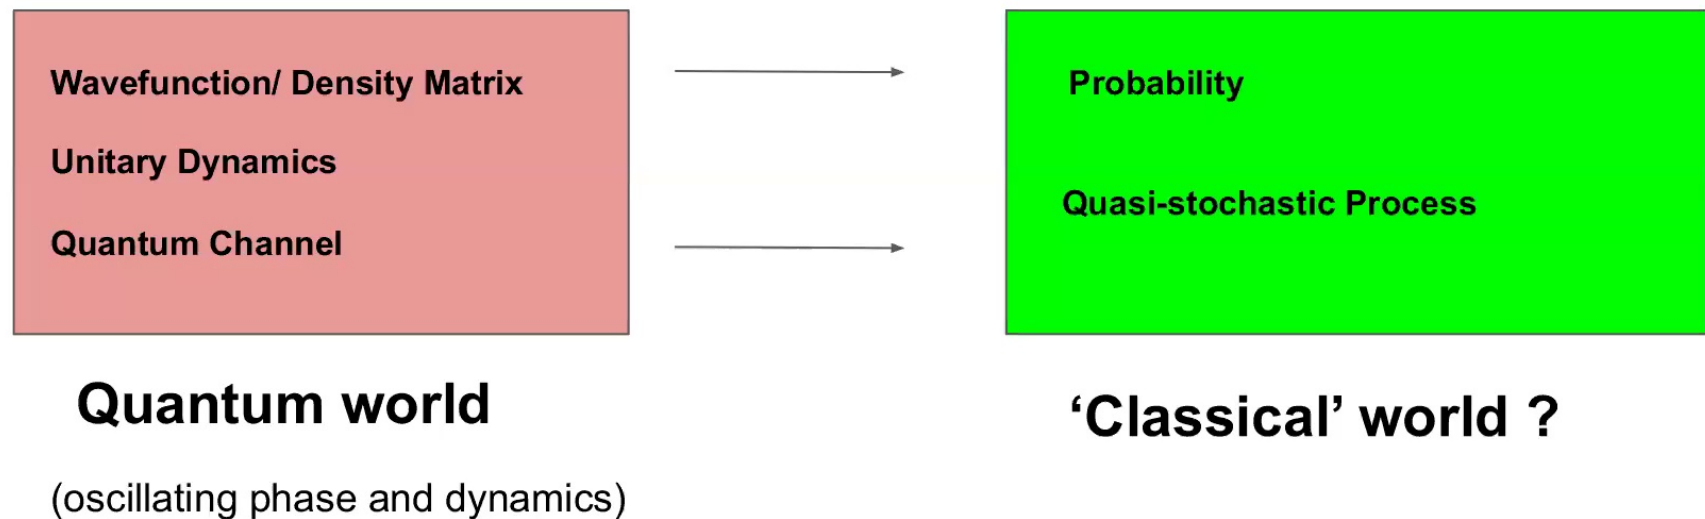 Wavefunction/ Density Matrix
Unitary Dynamics
Quantum Channel
Probability
Quasi-stochastic Process
Quantum world
(oscillating phase and dynamics)
‘Classical’ world ?